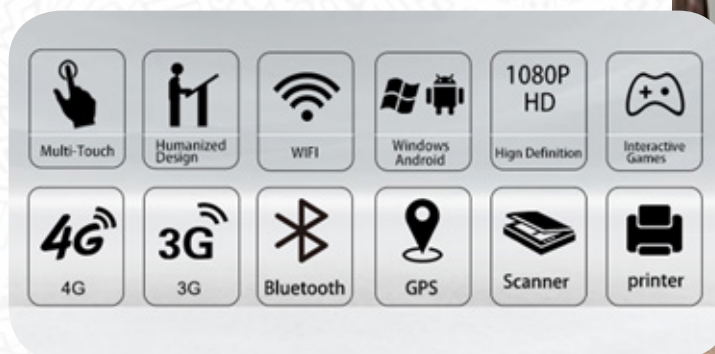 1080P
HD
Multi-Touch
Humanized
Design
WIFI
Windows
Android
Hign Definition
Interactive
Games
4G
3G
4G
3G
Bluetooth
GPS
Scanner
printer